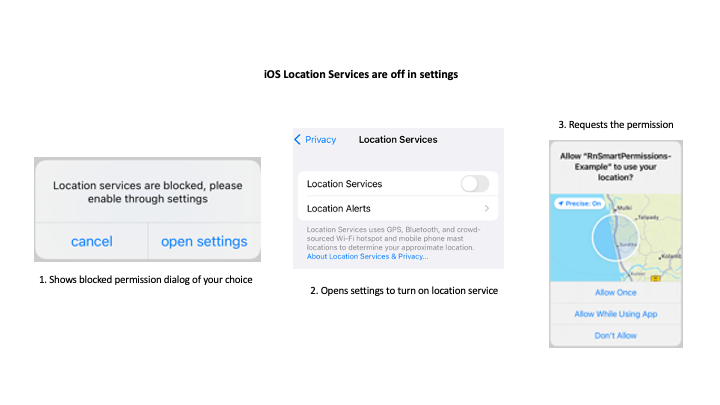 iOS Location Services are off in settings
Location services are blocked, please
enable through settings
cancel
open settings
1. Shows blocked permission dialog of your choice
Privacy
Location Services
Location Services
Location Alerts
Location Services uses GPS, Bluetooth, and crowd-
sourced Wi-Fi hotspot and mobile phone mast
locations to determine your approximate location.
About Location Services & Privacy...
2. Opens settings to turn on location service
3. Requests the permission
Allow "RnSmartPermissions-
Example" to use your
location?
Precise: On
Mulki
Talipady
Surathk
Kolamb
Allow Once
Allow While Using App
Don't Allow